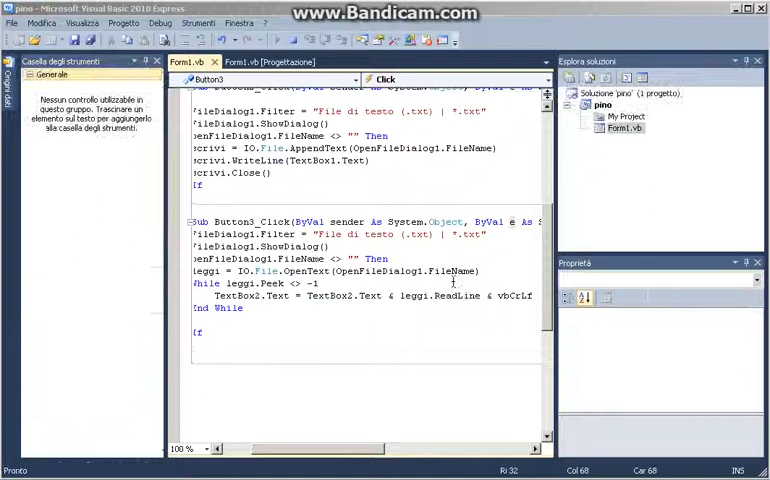 www.Bandicam.com
pino - Microsoft Visual Basic 2010 Express
File Modifica Visualizza Progetto Debug Strumenti Finestra ?
Casella degli strumenti
Generale
Nessun controllo utilizzabile in
questo gruppo. Trascinare un
elemento sul testo per aggiungerlo
alla casella degli strumenti.
Origini dati
Form1.vb
Form1.vb [Progettazione]
Button3
Click
FileDialog1.Filter = "File di testo (.txt) | *.txt"
FileDialog1.ShowDialog()
penFileDialog1.FileName <> "" Then
scrivi = IO.File.AppendText(OpenFileDialog1.FileName)
scrivi.WriteLine(TextBox1.Text)
scrivi.Close()
If
Sub Button3_Click(ByVal sender As System.Object, ByVal e As S
FileDialog1.Filter = "File di testo (.txt) | *.txt"
FileDialog1.ShowDialog()
penFileDialog1.FileName <> "" Then
leggi = IO.File.OpenText(OpenFileDialog1.FileName)
While leggi.Peek <> -1
TextBox2.Text = TextBox2.Text & leggi.ReadLine & vbCrLf
End While
If
100 %
Esplora soluzioni
Soluzione 'pino' (1 progetto)
pino
My Project
Form1.vb
Proprietà
Pronto
Ri 32
Col 68
Car 68